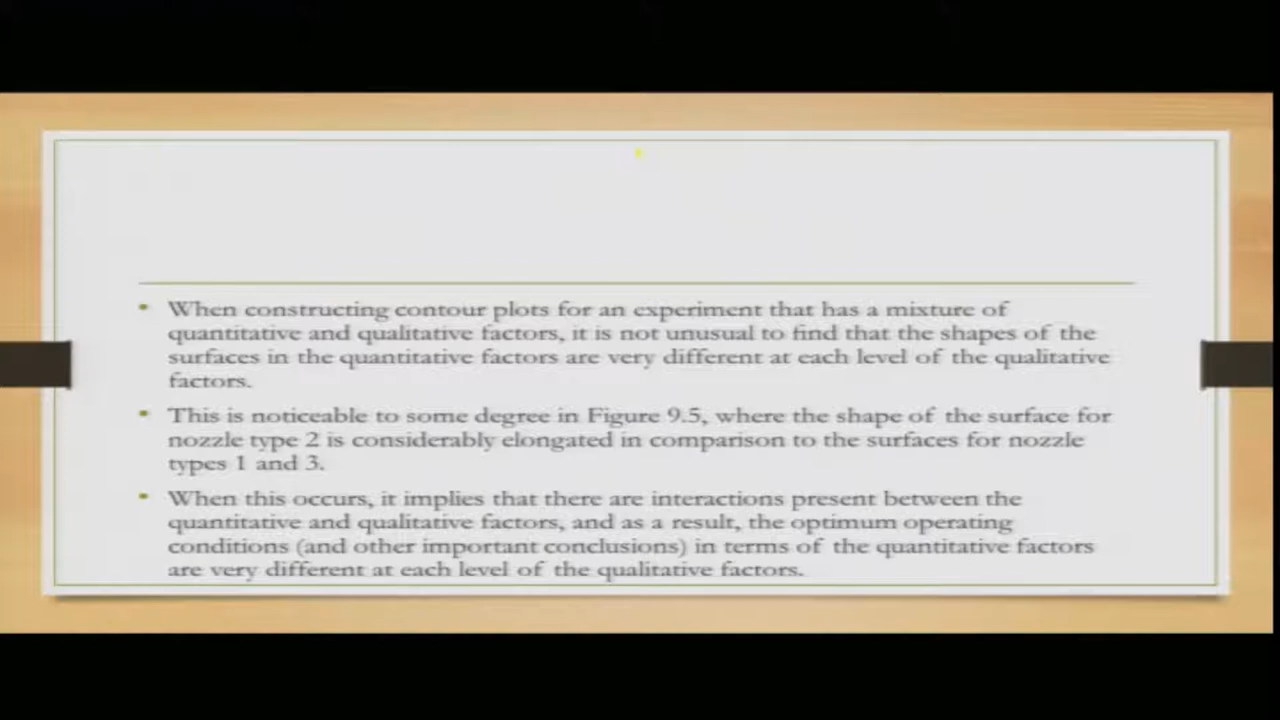 • When constructing contour plots for an experiment that has a mixture of
quantitative and qualitative factors, it is not unusual to find that the shapes of the
surfaces in the quantitative factors are very different at each level of the qualitative
factors.
• This is noticeable to some degree in Figure 9.5, where the shape of the surface for
nozzle type 2 is considerably elongated in comparison to the surfaces for nozzle
types 1 and 3.
• When this occurs, it implies that there are interactions present between the
quantitative and qualitative factors, and as a result, the optimum operating
conditions (and other important conclusions) in terms of the quantitative factors
are very different at each level of the qualitative factors.